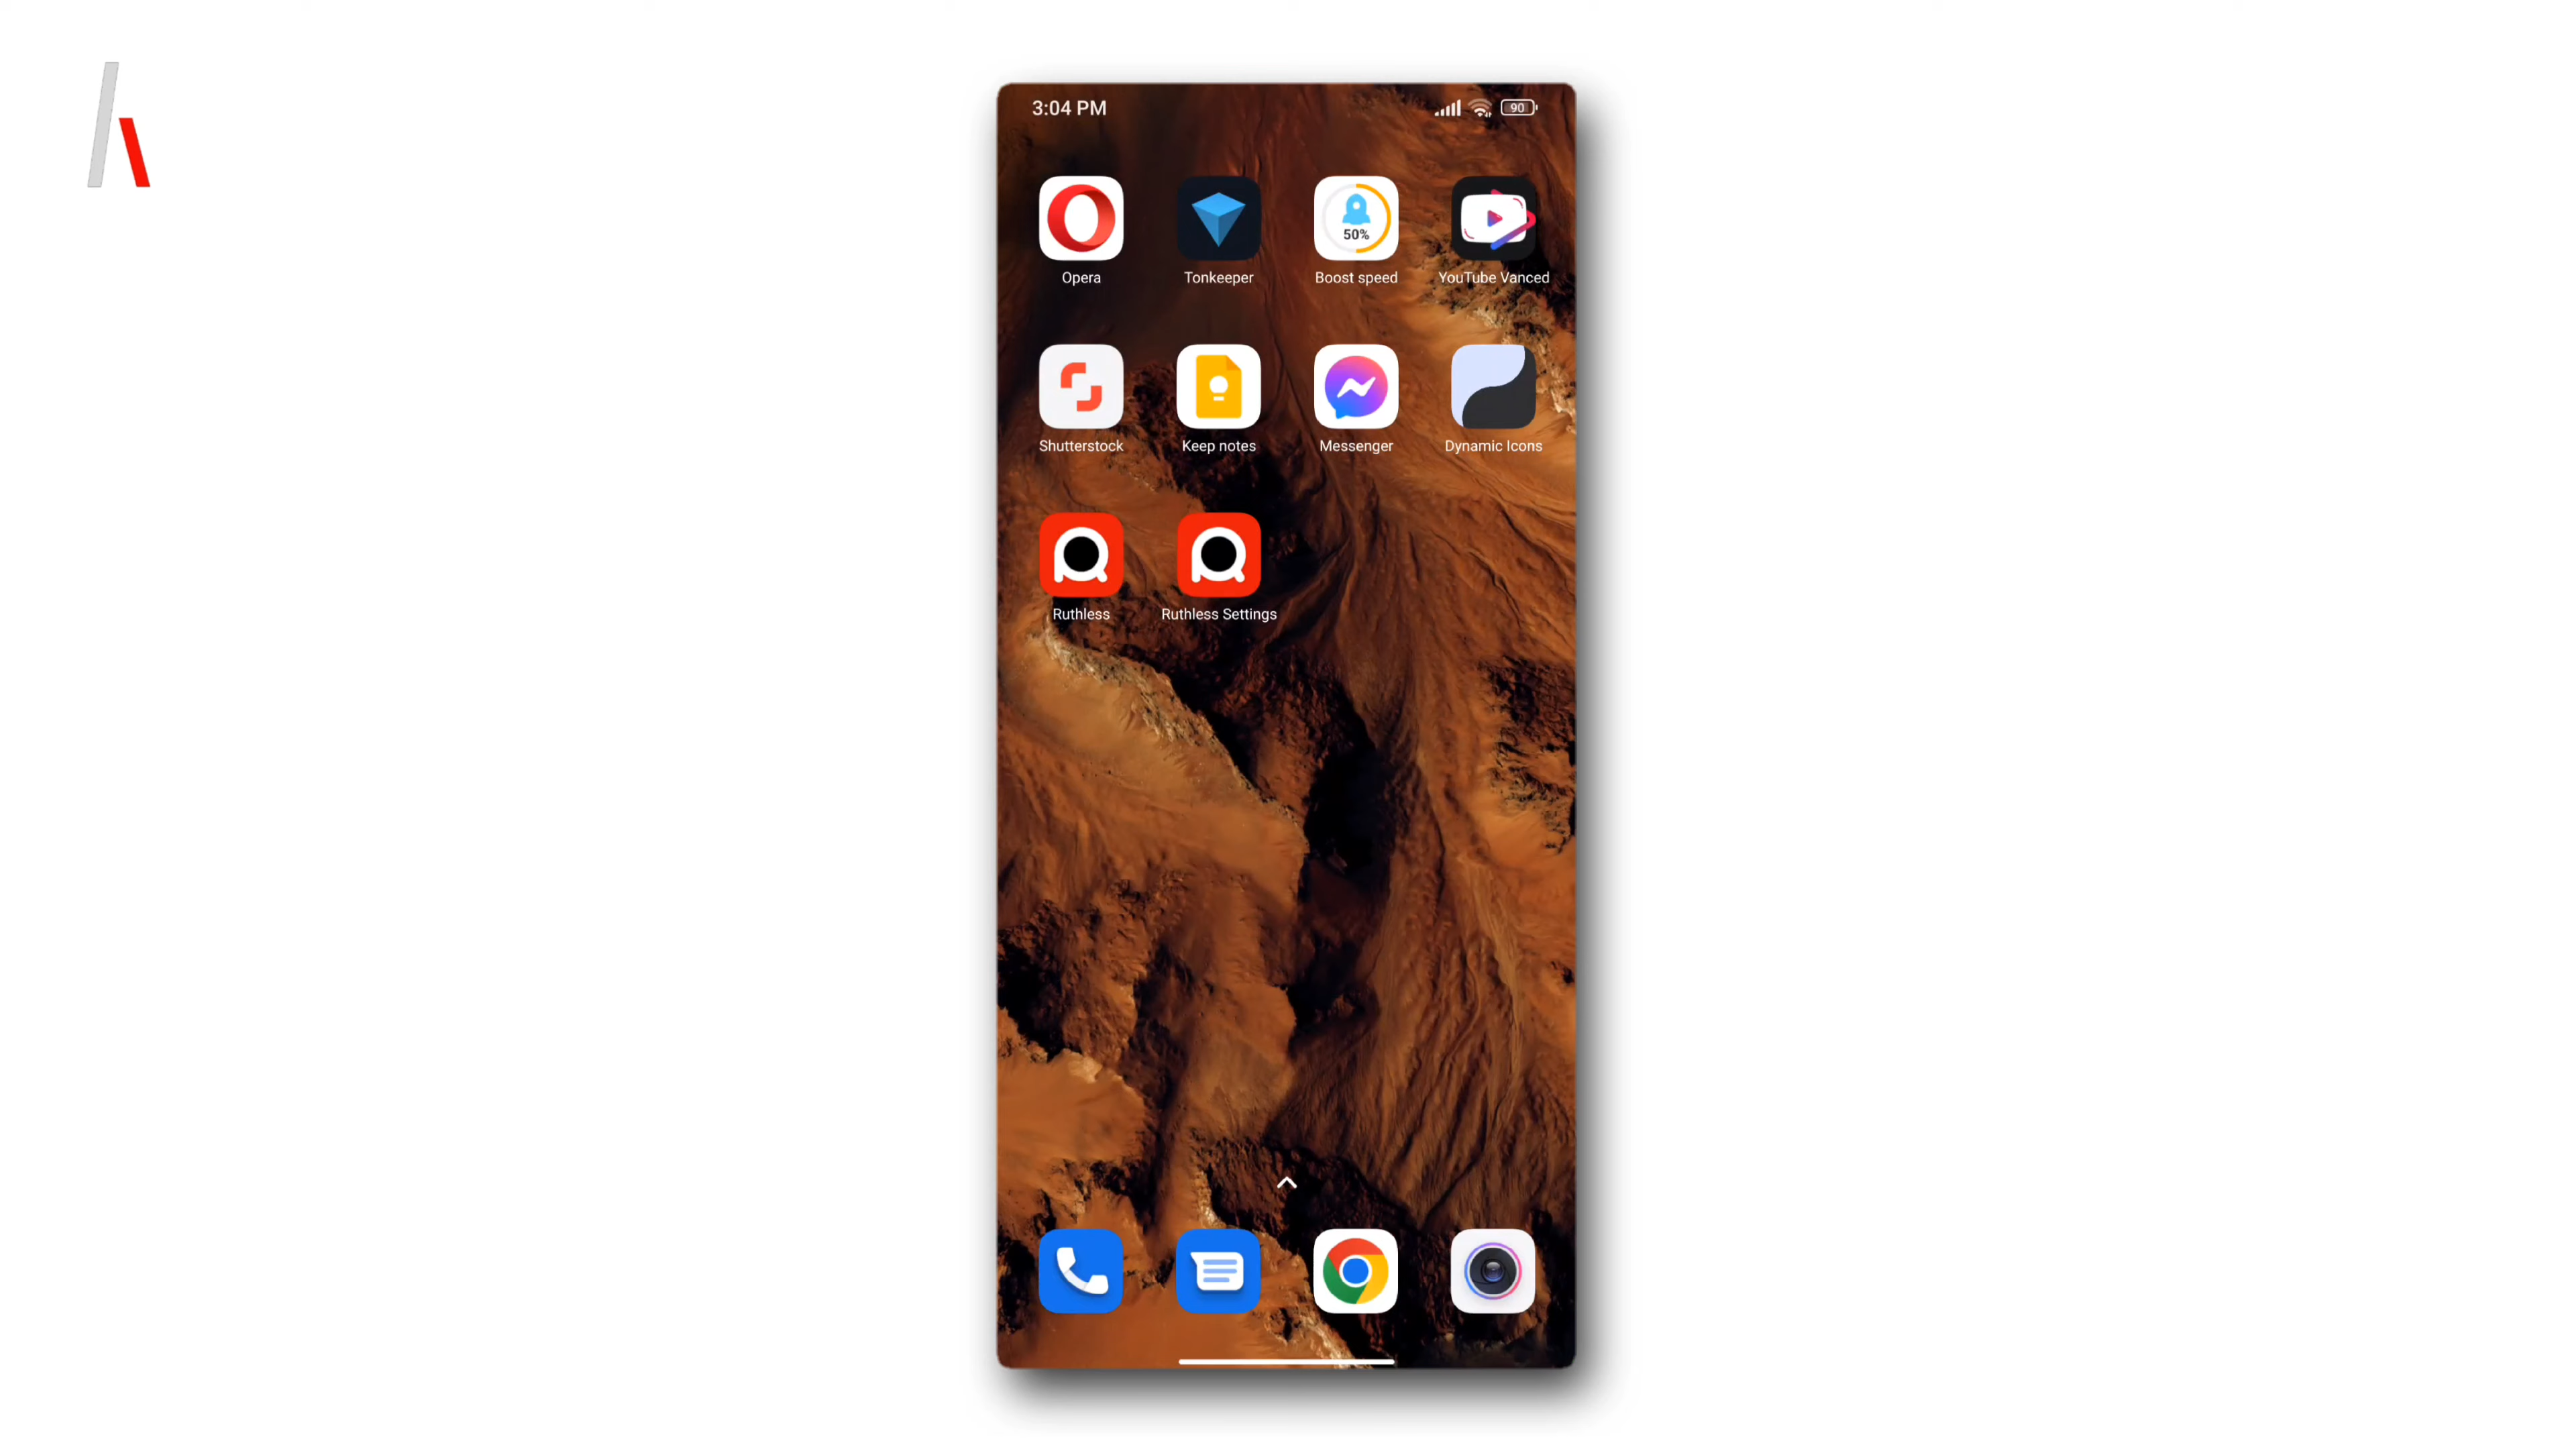 3:04 PM 90
50%
Opera Tonkeeper Boost speed YouTube Vanced
Shutterstock Keep notes Messenger Dynamic Icons
Ruthless Ruthless Settings